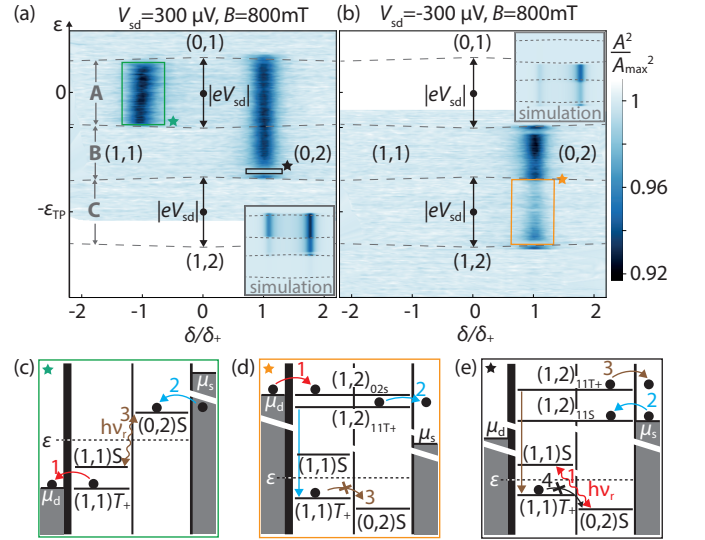 (a) V_sd=300 μV, B=800mT
(b) V_sd=-300 μV, B=800mT
ε
0
-ε_TP
A
B
C
(0,1)
|eV_sd|
(1,1)
(0,2)
|eV_sd|
(1,2)
simulation
-2 -1 0 1 2
δ/δ₊
(0,1)
|eV_sd|
(1,1)
(0,2)
|eV_sd|
(1,2)
simulation
-2 -1 0 1 2
δ/δ₊
A²
A_max²
1
0.96
0.92
(c)
μ_s
2
3
hν_r
(0,2)S
ε
(1,1)S
1
μ_d
(1,1)T₊
(d)
1
(1,2)_02s
μ_d
2
(1,2)_11T+
μ_s
(1,1)S
ε
3
(1,1)T₊
(0,2)S
(e)
3
(1,2)_11T+
2
(1,2)_11S
μ_d
μ_s
(1,1)S
1
ε
4
hν_r
(1,1)T₊
(0,2)S